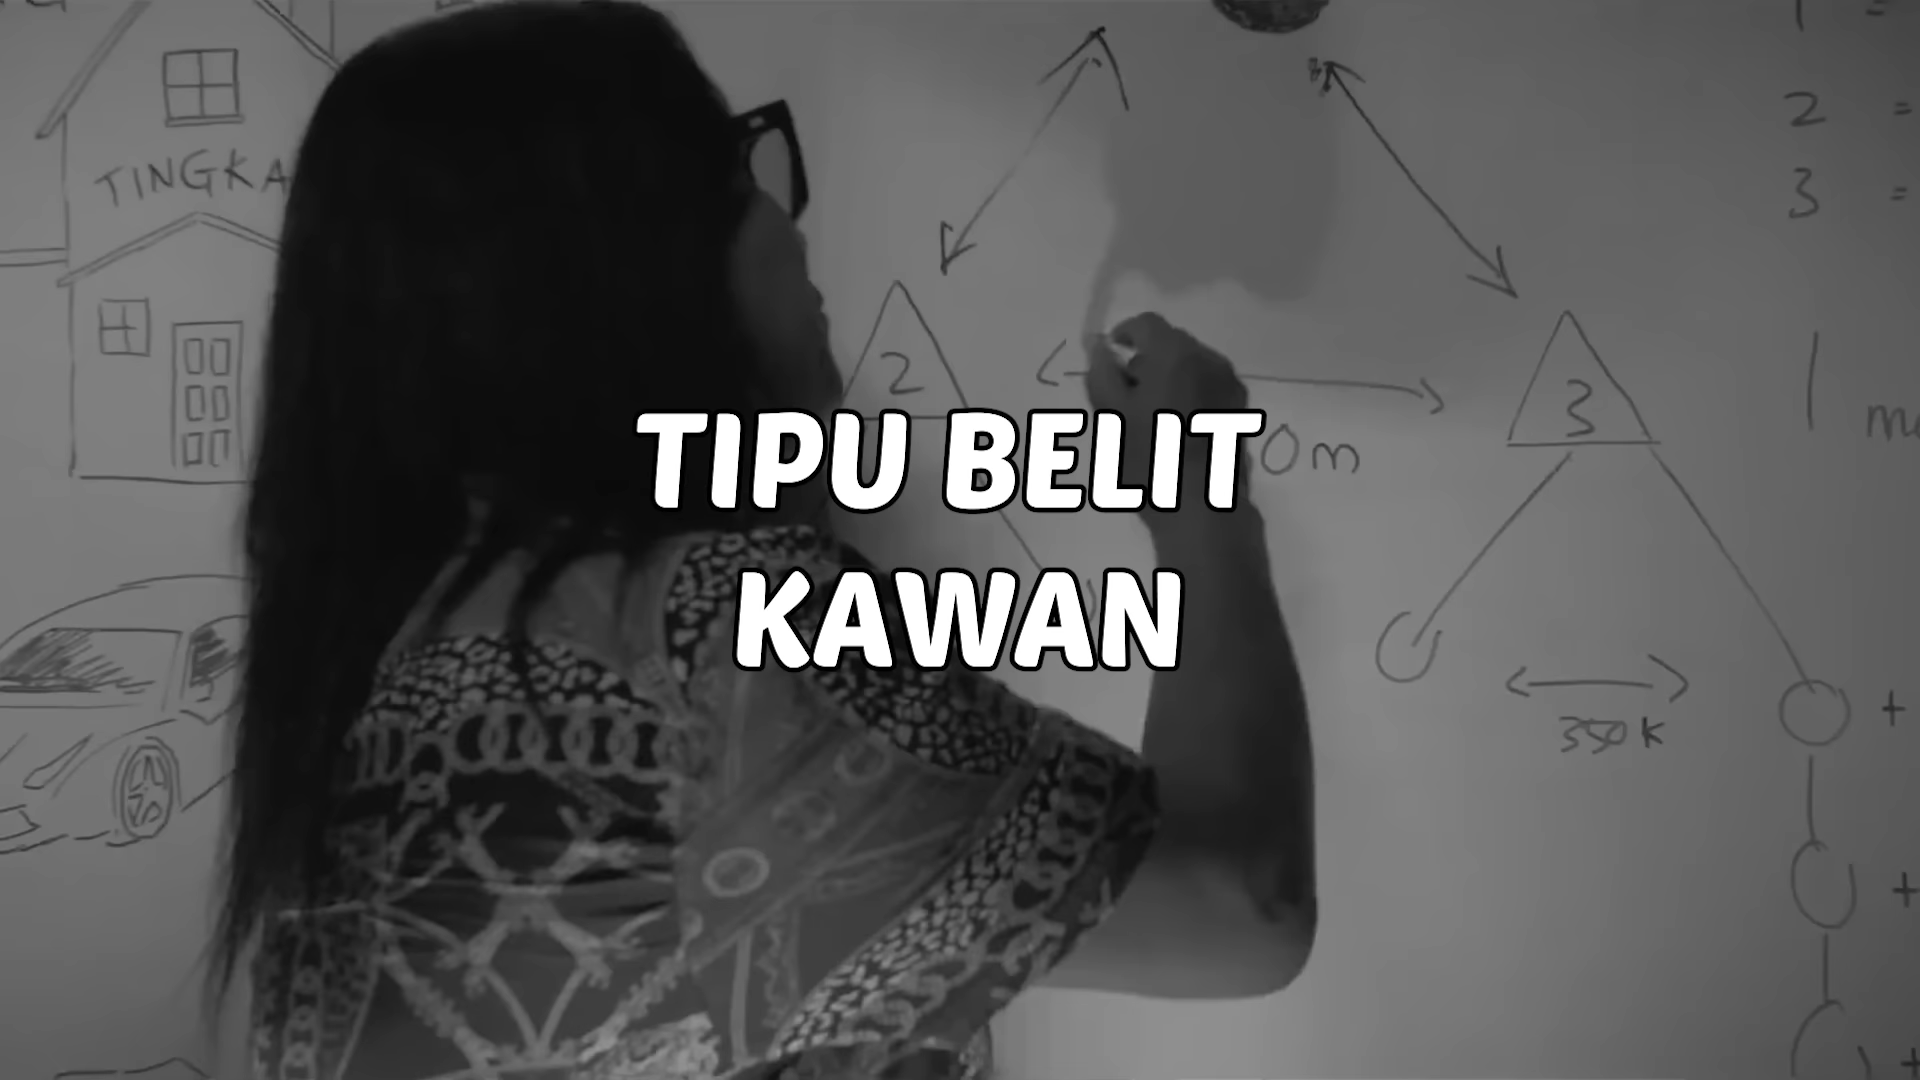 TINGKA
1 =
2 =
3 =
2
3
0m
TIPU BELIT
KAWAN
350K
+
+
+